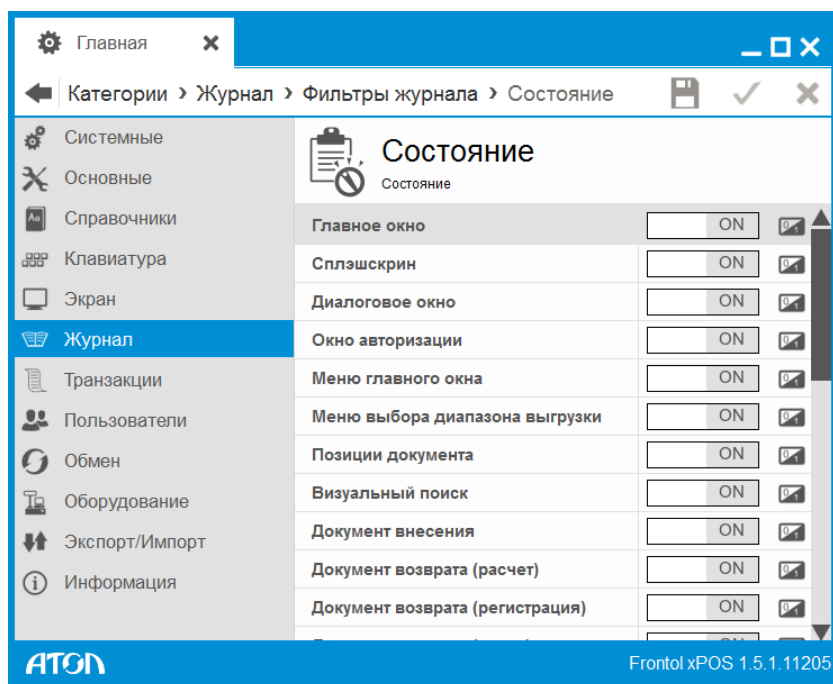 Главная
Категории › Журнал › Фильтры журнала › Состояние
Системные
Основные
Справочники
Клавиатура
Экран
Журнал
Транзакции
Пользователи
Обмен
Оборудование
Экспорт/Импорт
Информация
Состояние
Состояние
Главное окно ON
Сплэшскрин ON
Диалоговое окно ON
Окно авторизации ON
Меню главного окна ON
Меню выбора диапазона выгрузки ON
Позиции документа ON
Визуальный поиск ON
Документ внесения ON
Документ возврата (расчет) ON
Документ возврата (регистрация) ON
АТОЛ Frontol xPOS 1.5.1.11205